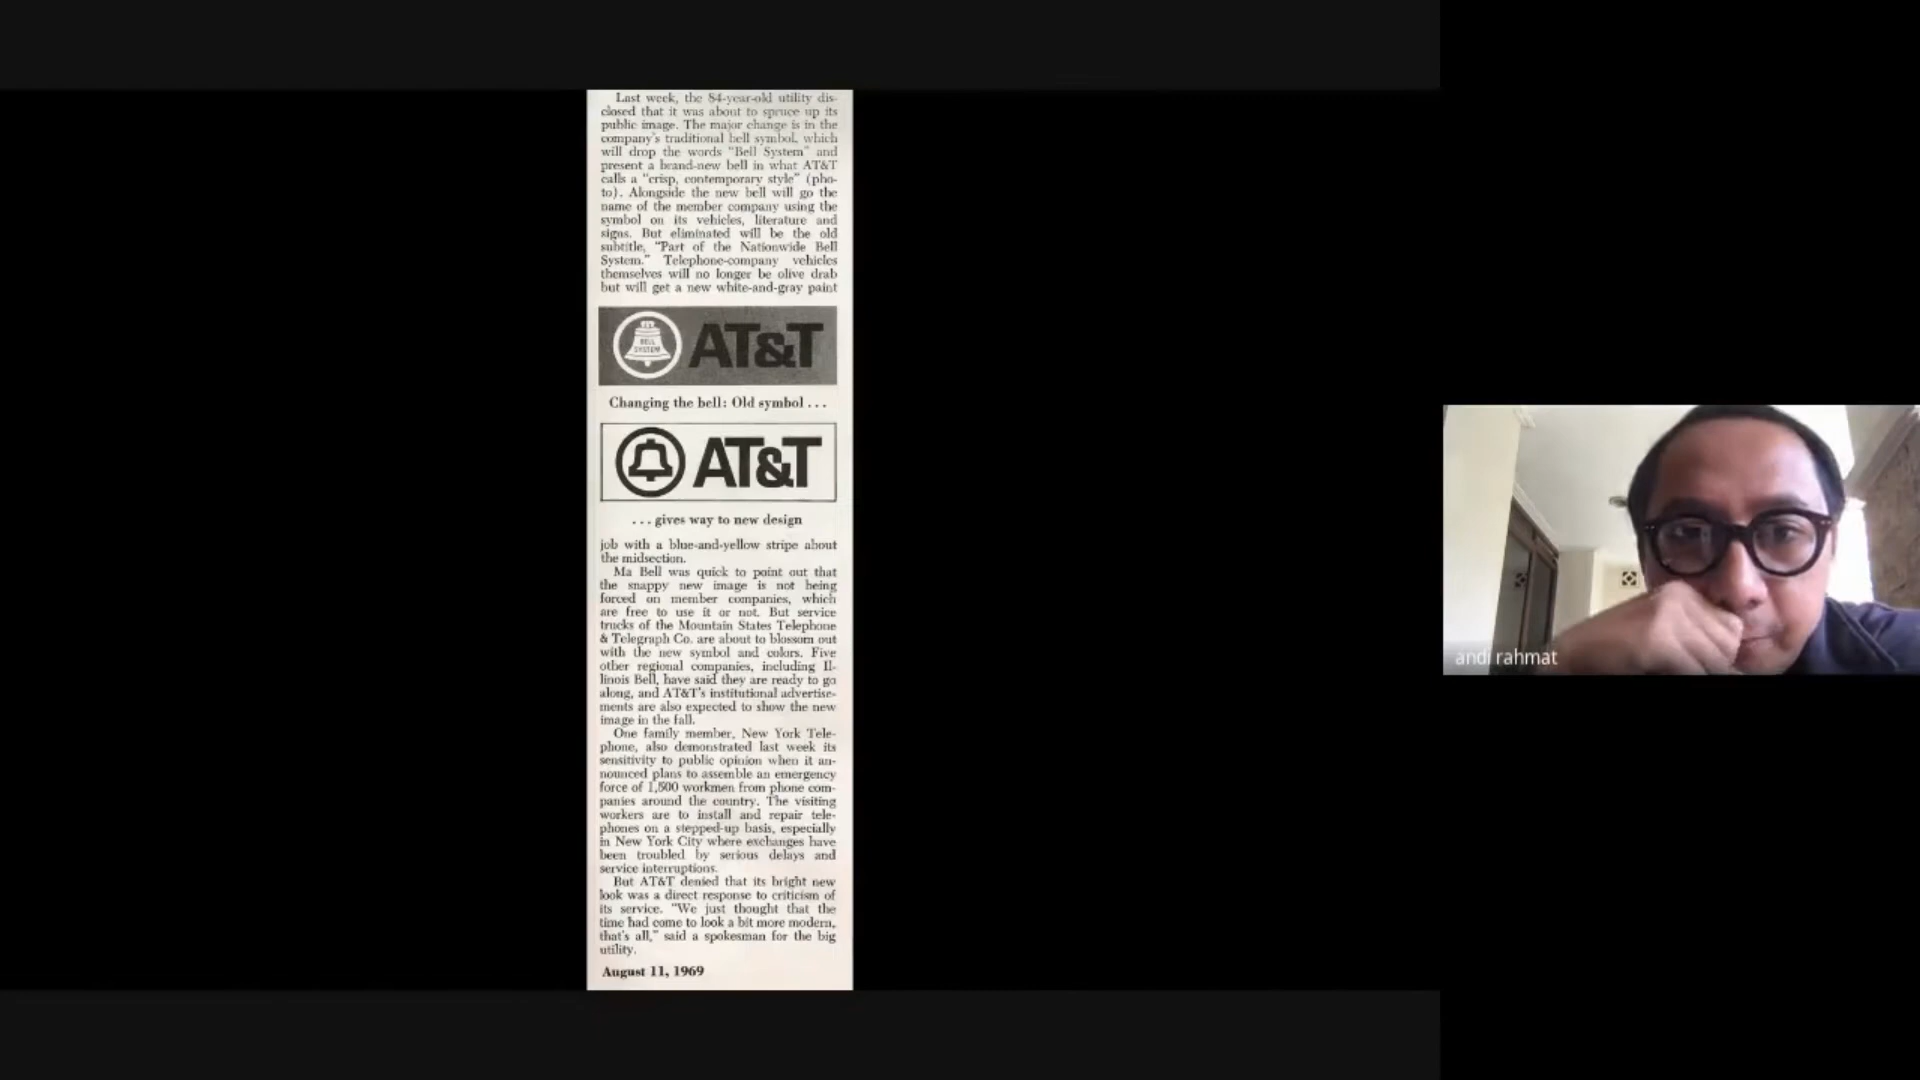 Last week, the 84-year-old utility dis-
closed that it was about to spruce up its
public image. The major change is in the
company's traditional bell symbol, which
will drop the words "Bell System" and
present a brand-new bell in what AT&T
calls a "crisp, contemporary style" (pho-
to). Alongside the new bell will go the
name of the member company using the
symbol on its vehicles, literature and
signs. But eliminated will be the old
subtitle, "Part of the Nationwide Bell
System." Telephone-company vehicles
themselves will no longer be olive drab
but will get a new white-and-gray paint
BELL
SYSTEM
AT&T
Changing the bell: Old symbol . . .
AT&T
. . . gives way to new design
job with a blue-and-yellow stripe about
the midsection.
Ma Bell was quick to point out that
the snappy new image is not being
forced on member companies, which
are free to use it or not. But service
trucks of the Mountain States Telephone
& Telegraph Co. are about to blossom out
with the new symbol and colors. Five
other regional companies, including Il-
linois Bell, have said they are ready to go
along, and AT&T's institutional advertise-
ments are also expected to show the new
image in the fall.
One family member, New York Tele-
phone, also demonstrated last week its
sensitivity to public opinion when it an-
nounced plans to assemble an emergency
force of 1,500 workmen from phone com-
panies around the country. The visiting
workers are to install and repair tele-
phones on a stepped-up basis, especially
in New York City where exchanges have
been troubled by serious delays and
service interruptions.
But AT&T denied that its bright new
look was a direct response to criticism of
its service. "We just thought that the
time had come to look a bit more modern,
that's all," said a spokesman for the big
utility.
August 11, 1969
andi rahmat